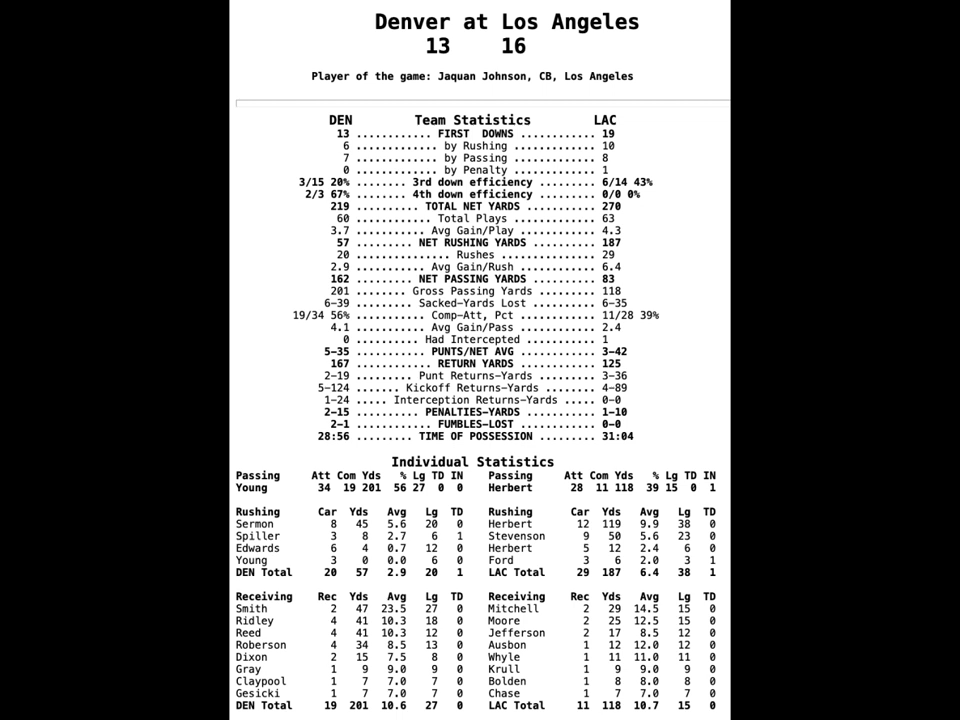 Denver at Los Angeles
13 16
Player of the game: Jaquan Johnson, CB, Los Angeles
DEN Team Statistics LAC
13 ............ FIRST DOWNS ............ 19
6 ............. by Rushing ............. 10
7 ............. by Passing ............. 8
0 ............. by Penalty ............. 1
3/15 20% ........ 3rd down efficiency ......... 6/14 43%
2/3 67% ........ 4th down efficiency ......... 0/0 0%
219 .......... TOTAL NET YARDS .......... 270
60 ............ Total Plays ............ 63
3.7 ........... Avg Gain/Play .......... 4.3
57 ......... NET RUSHING YARDS ......... 187
20 ............... Rushes .............. 29
2.9 ........... Avg Gain/Rush .......... 6.4
162 ......... NET PASSING YARDS ......... 83
201 ........ Gross Passing Yards ....... 118
6-39 ......... Sacked-Yards Lost ........ 6-35
19/34 56% ........... Comp-Att, Pct .......... 11/28 39%
4.1 ........... Avg Gain/Pass .......... 2.4
0 ............ Had Intercepted .......... 1
5-35 ........... PUNTS/NET AVG ........... 3-42
167 ............ RETURN YARDS ........... 125
2-19 ......... Punt Returns-Yards ....... 3-36
5-124 ....... Kickoff Returns-Yards ..... 4-89
1-24 ..... Interception Returns-Yards ..... 0-0
2-15 .......... PENALTIES-YARDS .......... 1-10
2-1 ............ FUMBLES-LOST ........... 0-0
28:56 ......... TIME OF POSSESSION ......... 31:04
Individual Statistics
Passing Att Com Yds % Lg TD IN Passing Att Com Yds % Lg TD IN
Young 34 19 201 56 27 0 0 Herbert 28 11 118 39 15 0 1
Rushing Car Yds Avg Lg TD Rushing Car Yds Avg Lg TD
Sermon 8 45 5.6 20 0 Herbert 12 119 9.9 38 0
Spiller 3 8 2.7 6 1 Stevenson 9 50 5.6 23 0
Edwards 6 4 0.7 12 0 Herbert 5 12 2.4 6 0
Young 3 0 0.0 6 0 Ford 3 6 2.0 3 1
DEN Total 20 57 2.9 20 1 LAC Total 29 187 6.4 38 1
Receiving Rec Yds Avg Lg TD Receiving Rec Yds Avg Lg TD
Smith 2 47 23.5 27 0 Mitchell 2 29 14.5 15 0
Ridley 4 41 10.3 18 0 Moore 2 25 12.5 15 0
Reed 4 41 10.3 12 0 Jefferson 2 17 8.5 12 0
Roberson 4 34 8.5 13 0 Ausbon 1 12 12.0 12 0
Dixon 2 15 7.5 8 0 Whyle 1 11 11.0 11 0
Gray 1 9 9.0 9 0 Krull 1 9 9.0 9 0
Claypool 1 7 7.0 7 0 Bolden 1 8 8.0 8 0
Gesicki 1 7 7.0 7 0 Chase 1 7 7.0 7 0
DEN Total 19 201 10.6 27 0 LAC Total 11 118 10.7 15 0